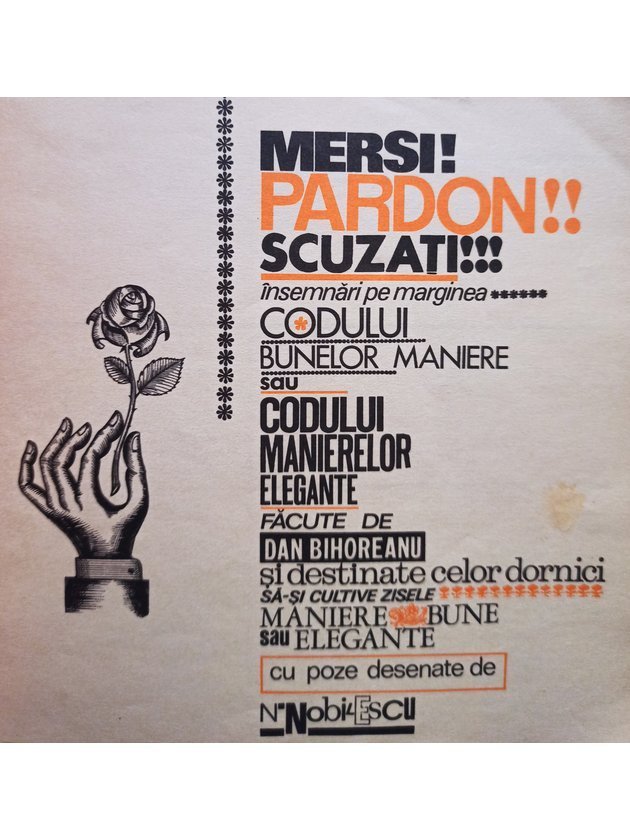 MERSI!
PARDON!!
SCUZAȚI!!!
însemnări pe marginea ******
CODULUI
BUNELOR MANIERE
sau
CODULUI
MANIERELOR
ELEGANTE
FĂCUTE DE
DAN BIHOREANU
și destinate celor dornici
SĂ-ȘI CULTIVE ZISELE
MANIERE BUNE
sau ELEGANTE
cu poze desenate de
N. NobilEscu